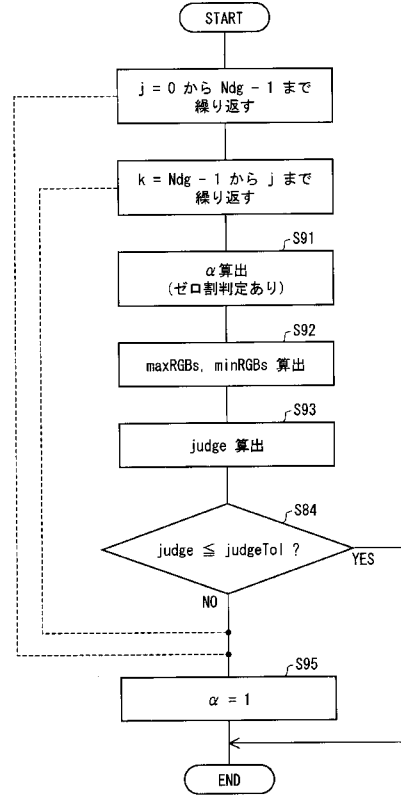 START
j = 0 から Ndg - 1 まで
繰り返す
k = Ndg - 1 から j まで
繰り返す
S91
α算出
(ゼロ割判定あり)
S92
maxRGBs, minRGBs 算出
S93
judge 算出
S84
judge ≦ judgeTol ?
YES
NO
S95
α = 1
END